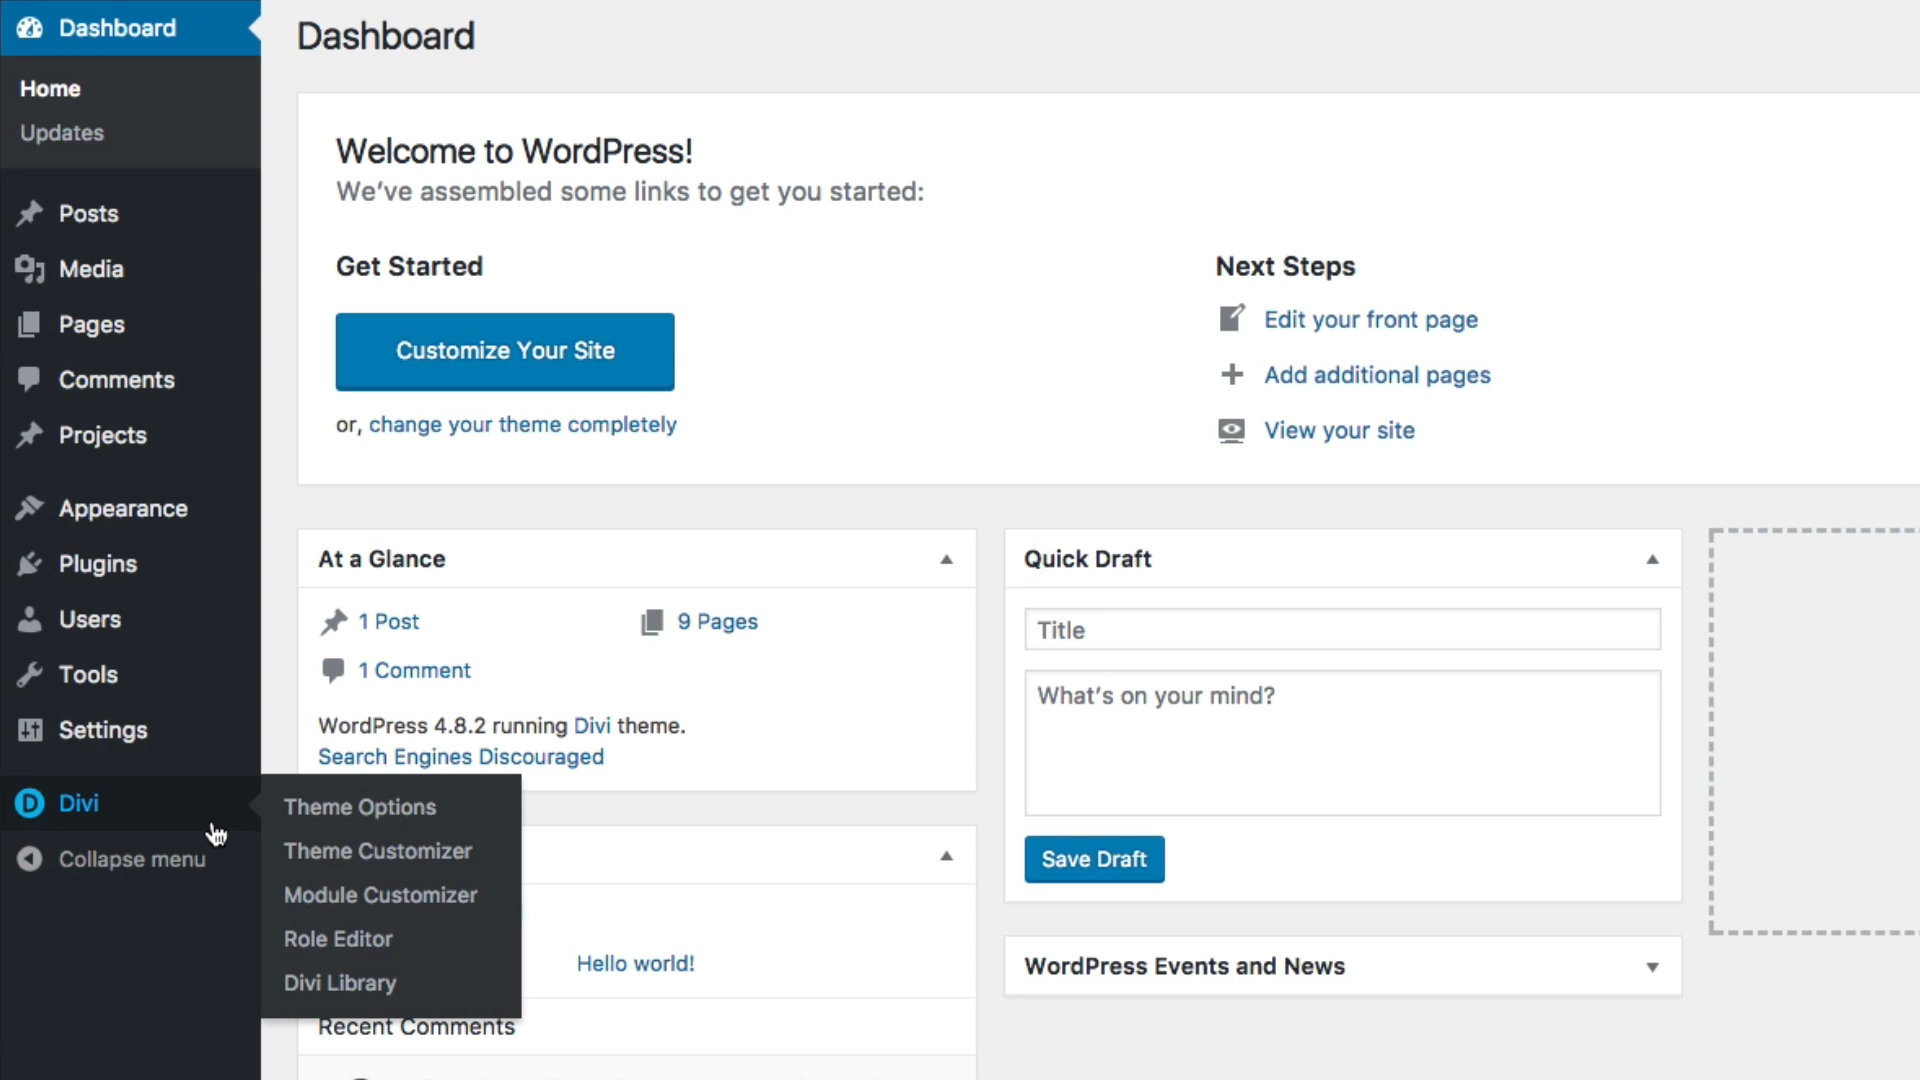 Dashboard
Home
Updates
Posts
Media
Pages
Comments
Projects
Appearance
Plugins
Users
Tools
Settings
D Divi
Collapse menu
Theme Options
Theme Customizer
Module Customizer
Role Editor
Divi Library
Dashboard
Welcome to WordPress!
We've assembled some links to get you started:
Get Started
Customize Your Site
or, change your theme completely
Next Steps
Edit your front page
Add additional pages
View your site
At a Glance
1 Post
9 Pages
1 Comment
WordPress 4.8.2 running Divi theme.
Search Engines Discouraged
Hello world!
Recent Comments
Quick Draft
Title
What's on your mind?
Save Draft
WordPress Events and News